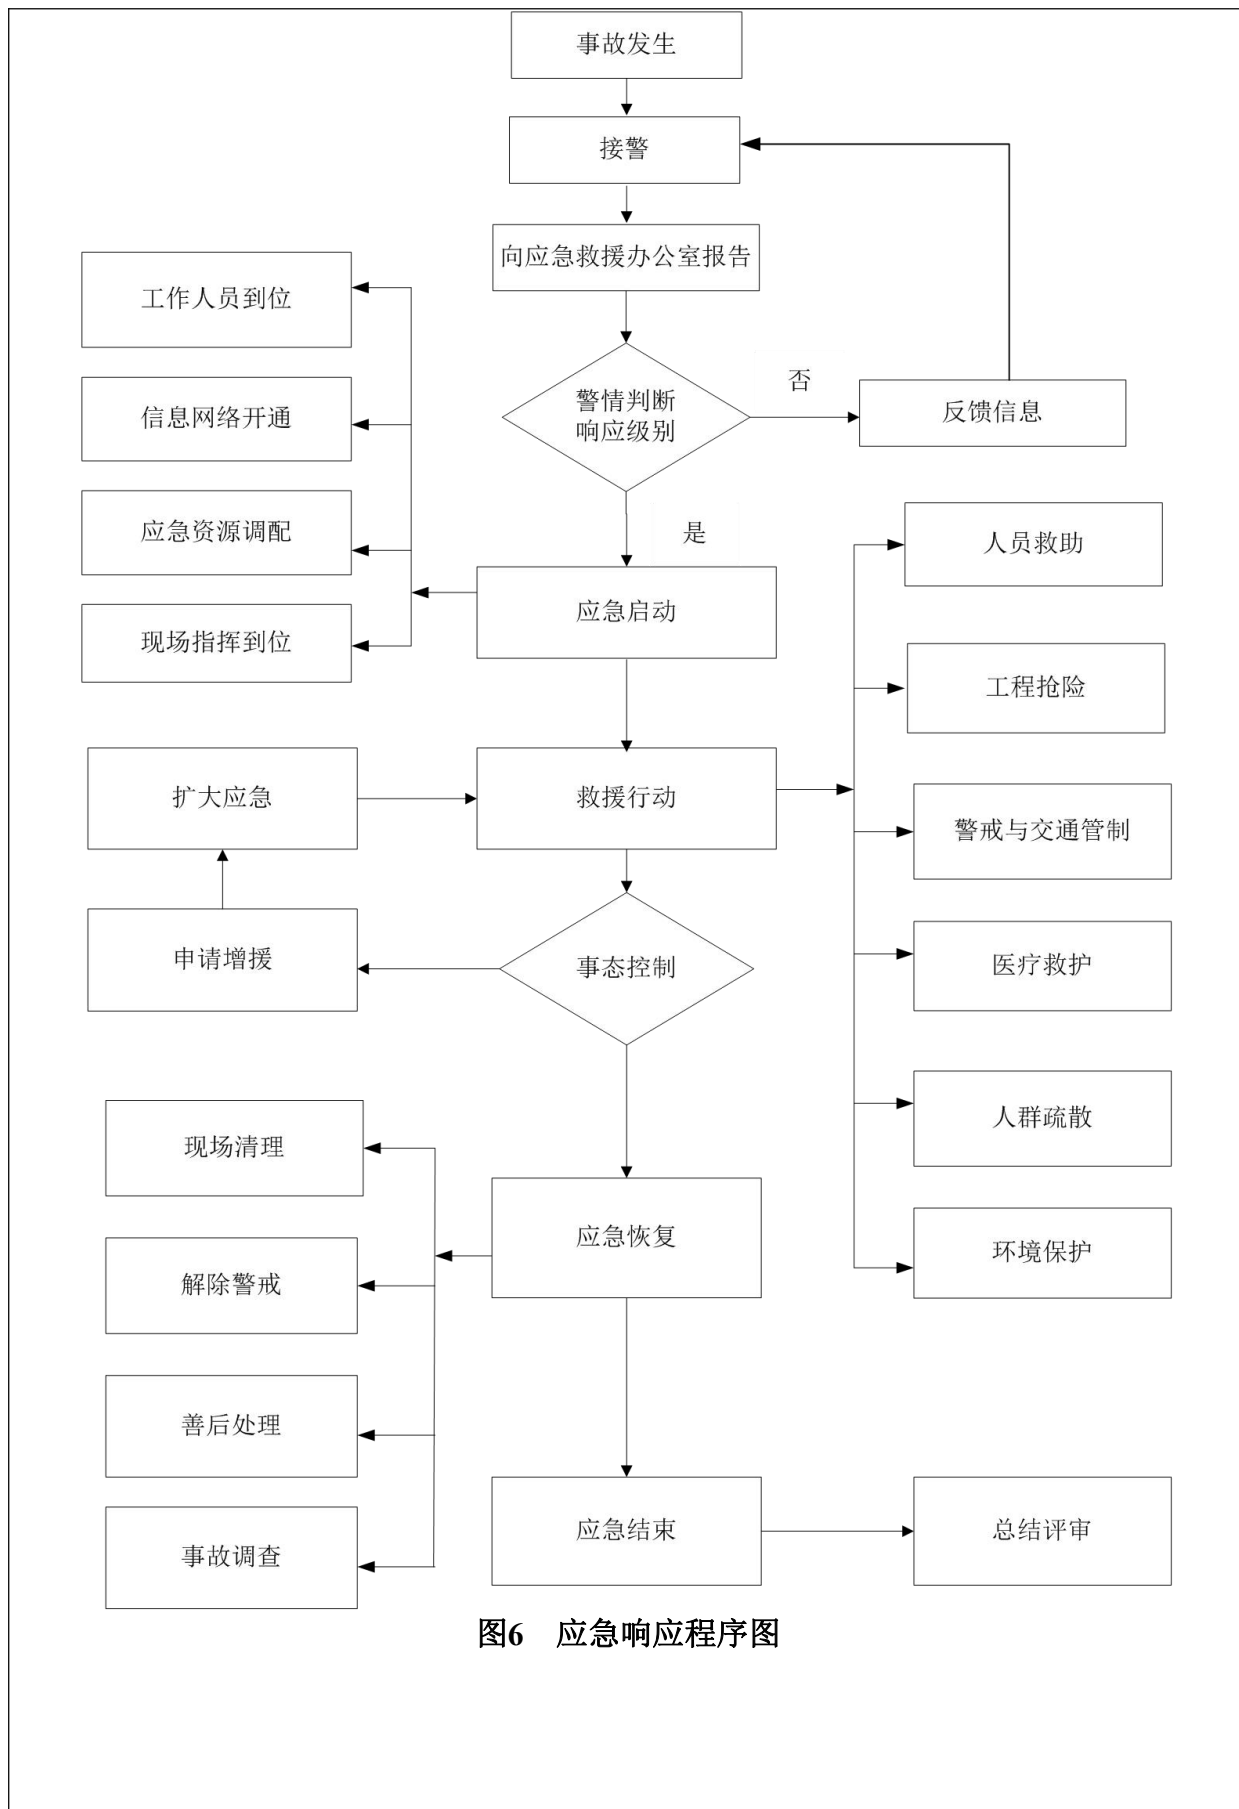 事故发生
接警
向应急救援办公室报告
工作人员到位
警情判断
响应级别
否
反馈信息
信息网络开通
应急资源调配
是
人员救助
应急启动
现场指挥到位
工程抢险
扩大应急
救援行动
警戒与交通管制
申请增援
事态控制
医疗救护
人群疏散
现场清理
应急恢复
环境保护
解除警戒
善后处理
应急结束
总结评审
事故调查
图6 应急响应程序图